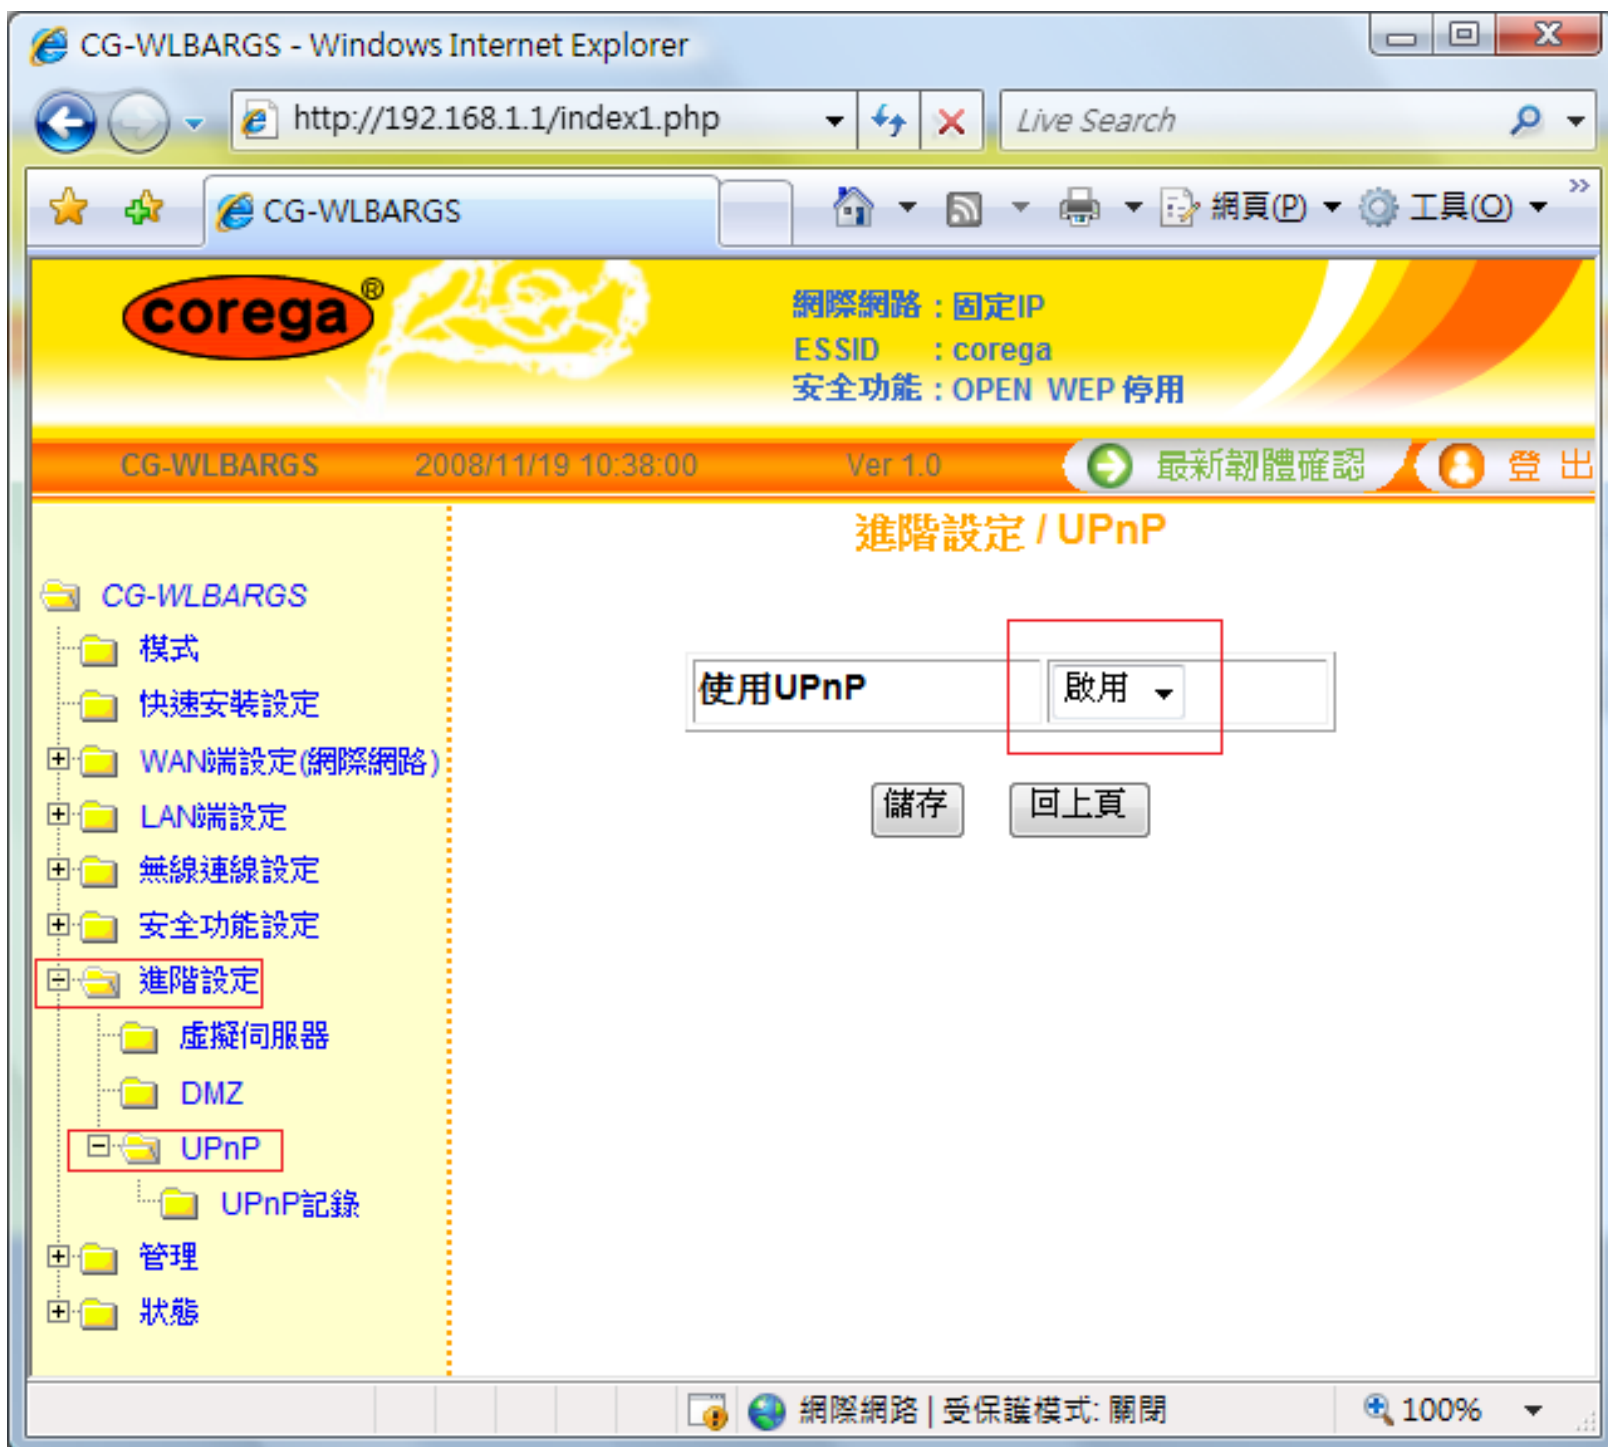 CG-WLBARGS - Windows Internet Explorer
http://192.168.1.1/index1.php
Live Search
CG-WLBARGS
網頁(P)
工具(O)
corega®
網際網路 : 固定IP
ESSID : corega
安全功能 : OPEN WEP 停用
CG-WLBARGS 2008/11/19 10:38:00 Ver 1.0 最新韌體確認 登 出
進階設定 / UPnP
CG-WLBARGS
模式
快速安裝設定
WAN端設定(網際網路)
LAN端設定
無線連線設定
安全功能設定
進階設定
虛擬伺服器
DMZ
UPnP
UPnP記錄
管理
狀態
使用UPnP 啟用
儲存 回上頁
網際網路 | 受保護模式: 關閉
100%